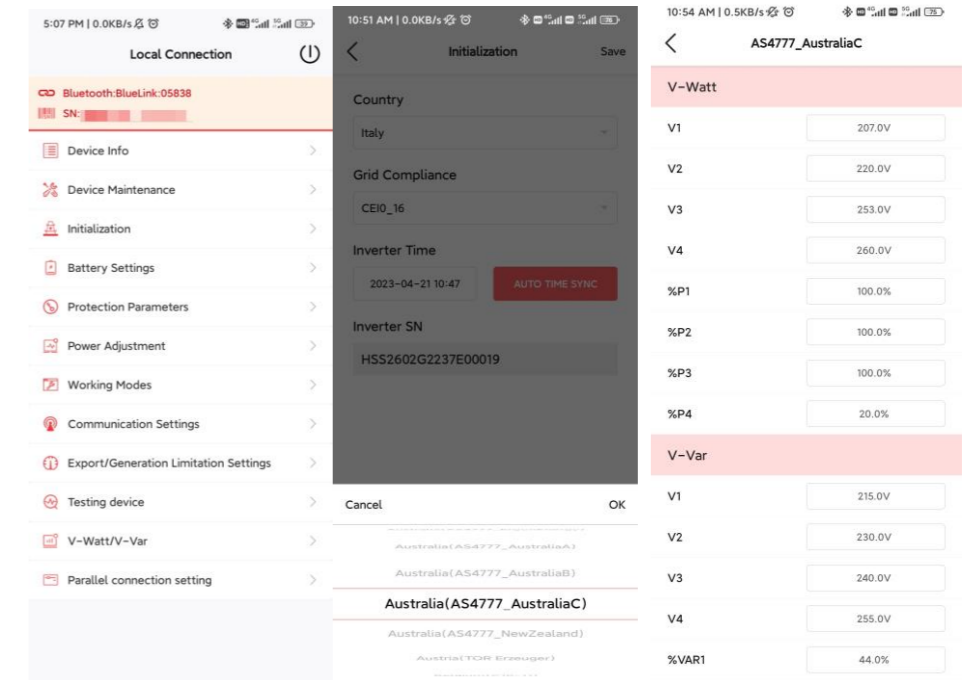 5:07 PM | 0.0KB/s
Local Connection
Bluetooth:BlueLink:05838
SN:
Device Info
Device Maintenance
Initialization
Battery Settings
Protection Parameters
Power Adjustment
Working Modes
Communication Settings
Export/Generation Limitation Settings
Testing device
V-Watt/V-Var
Parallel connection setting
10:51 AM | 0.0KB/s
Initialization
Save
Country
Italy
Grid Compliance
CEI0_16
Inverter Time
2023-04-21 10:47
AUTO TIME SYNC
Inverter SN
HSS2602G2237E00019
Cancel
OK
Australia(AS4777_AustraliaA)
Australia(AS4777_AustraliaB)
Australia(AS4777_AustraliaC)
Australia(AS4777_NewZealand)
Austria(TOR Erzeuger)
10:54 AM | 0.5KB/s
AS4777_AustraliaC
V-Watt
V1 207.0V
V2 220.0V
V3 253.0V
V4 260.0V
%P1 100.0%
%P2 100.0%
%P3 100.0%
%P4 20.0%
V-Var
V1 215.0V
V2 230.0V
V3 240.0V
V4 255.0V
%VAR1 44.0%